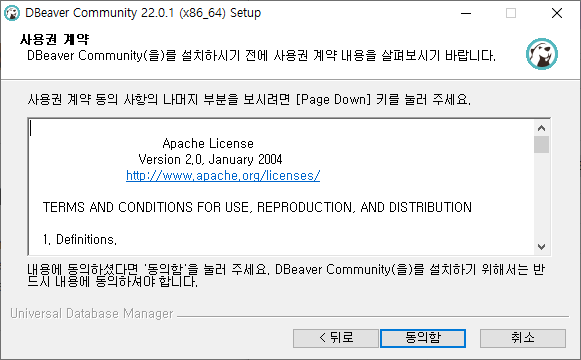 DBeaver Community 22.0.1 (x86_64) Setup
사용권 계약
DBeaver Community(을)를 설치하시기 전에 사용권 계약 내용을 살펴보시기 바랍니다.
사용권 계약 동의 사항의 나머지 부분을 보시려면 [Page Down] 키를 눌러 주세요.
Apache License
Version 2.0, January 2004
http://www.apache.org/licenses/
TERMS AND CONDITIONS FOR USE, REPRODUCTION, AND DISTRIBUTION
1. Definitions.
내용에 동의하셨다면 '동의함'을 눌러 주세요. DBeaver Community(을)를 설치하기 위해서는 반
드시 내용에 동의하셔야 합니다.
Universal Database Manager
< 뒤로 동의함 취소